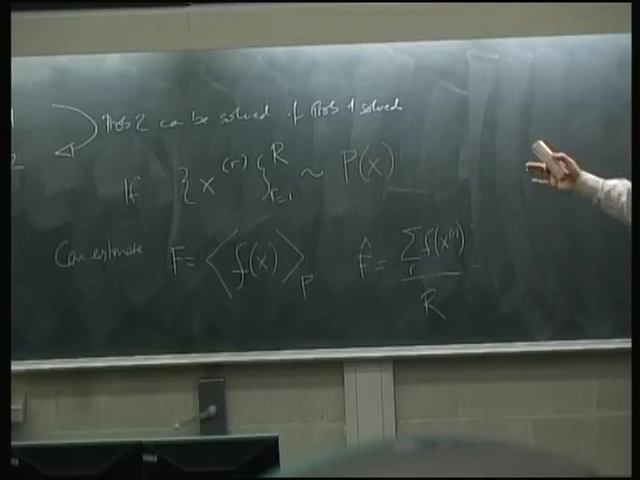 Prob 2 can be solved if Prob 1 solved
If { x^(r) }_{r=1}^R ~ P(x)
Can estimate F = ⟨ f(x) ⟩_P F̂ = Σ_r f(x^(r)) / R